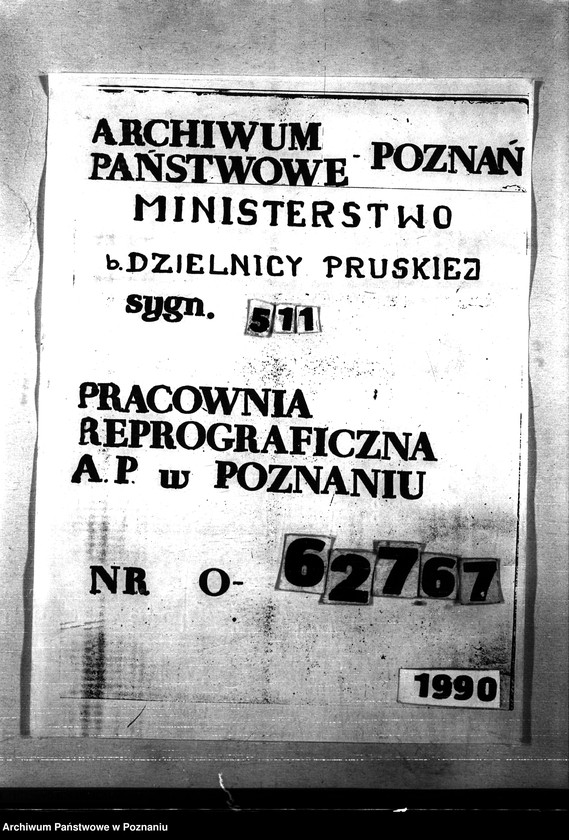 ARCHIWUM
PAŃSTWOWE - POZNAŃ
MINISTERSTWO
b. DZIELNICY PRUSKIEJ
sygn. 511
PRACOWNIA
REPROGRAFICZNA
A.P. w POZNANIU
NR O- 62767
1990
Archiwum Państwowe w Poznaniu